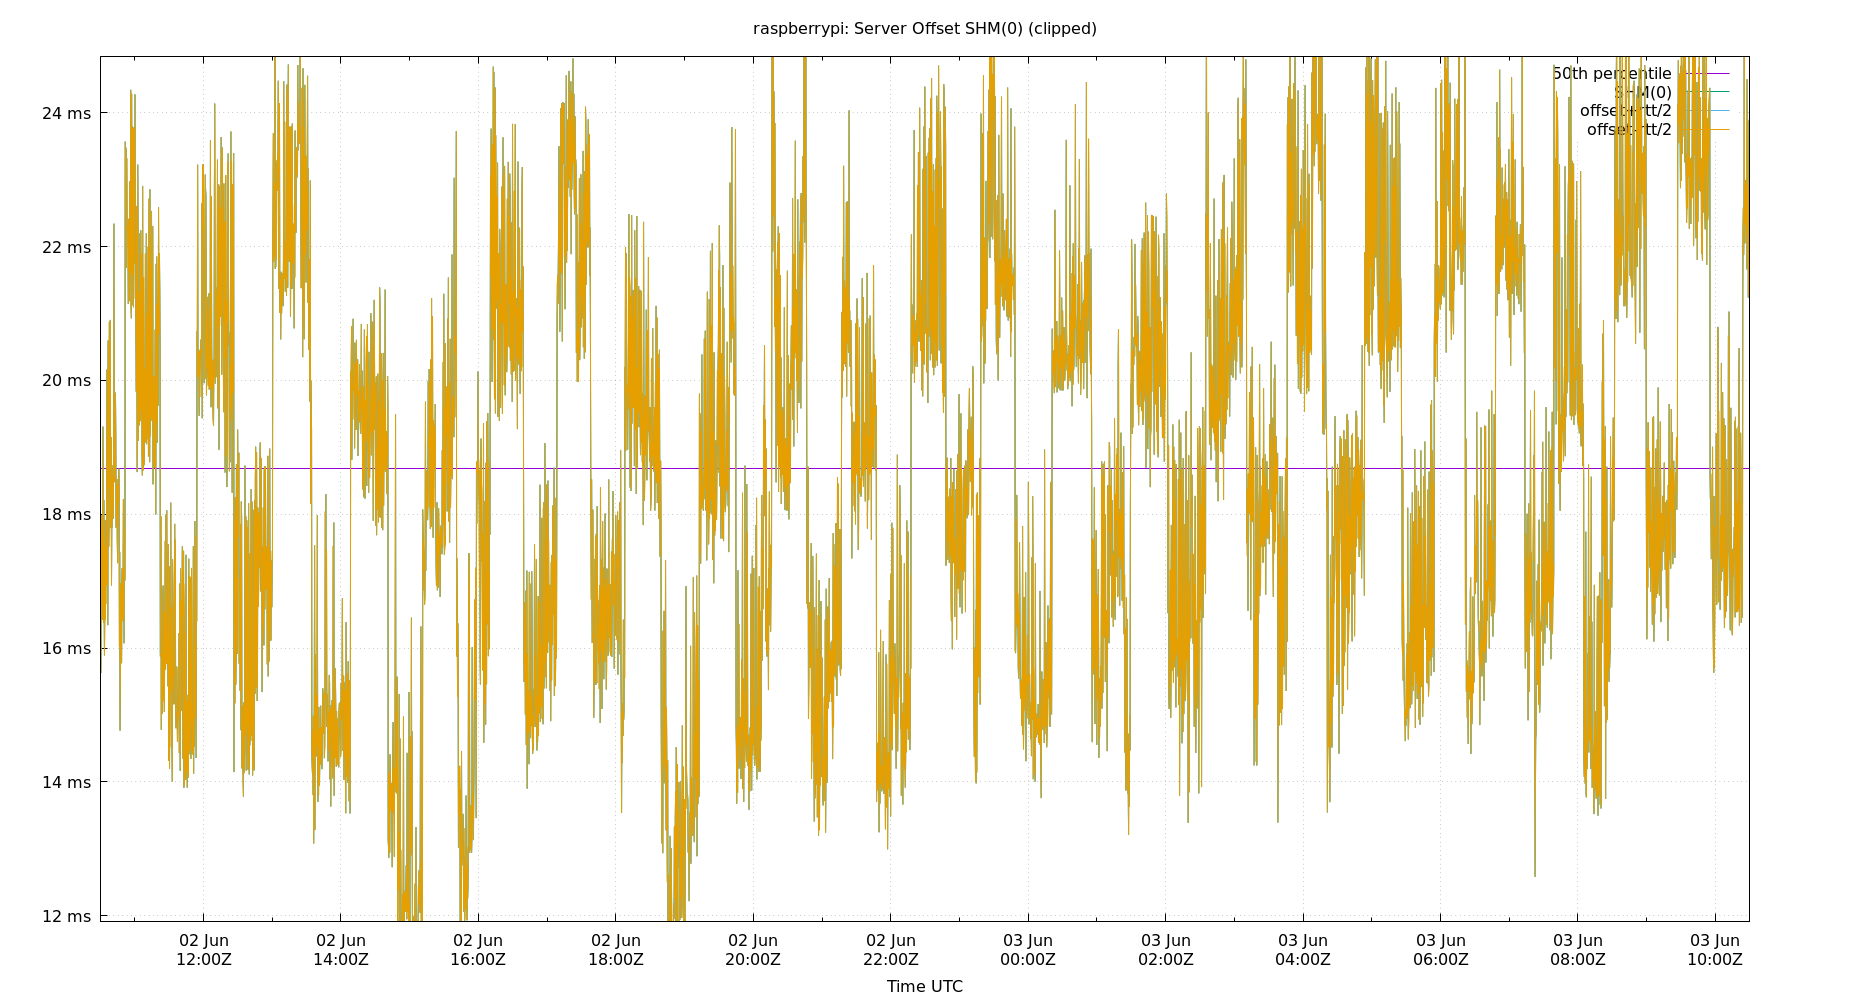 raspberrypi: Server Offset SHM(0) (clipped)
50th percentile
SHM(0)
offset+rtt/2
offset-rtt/2
24 ms
22 ms
20 ms
18 ms
16 ms
14 ms
12 ms
02 Jun 02 Jun 02 Jun 02 Jun 02 Jun 02 Jun 03 Jun 03 Jun 03 Jun 03 Jun 03 Jun 03 Jun
12:00Z 14:00Z 16:00Z 18:00Z 20:00Z 22:00Z 00:00Z 02:00Z 04:00Z 06:00Z 08:00Z 10:00Z
Time UTC